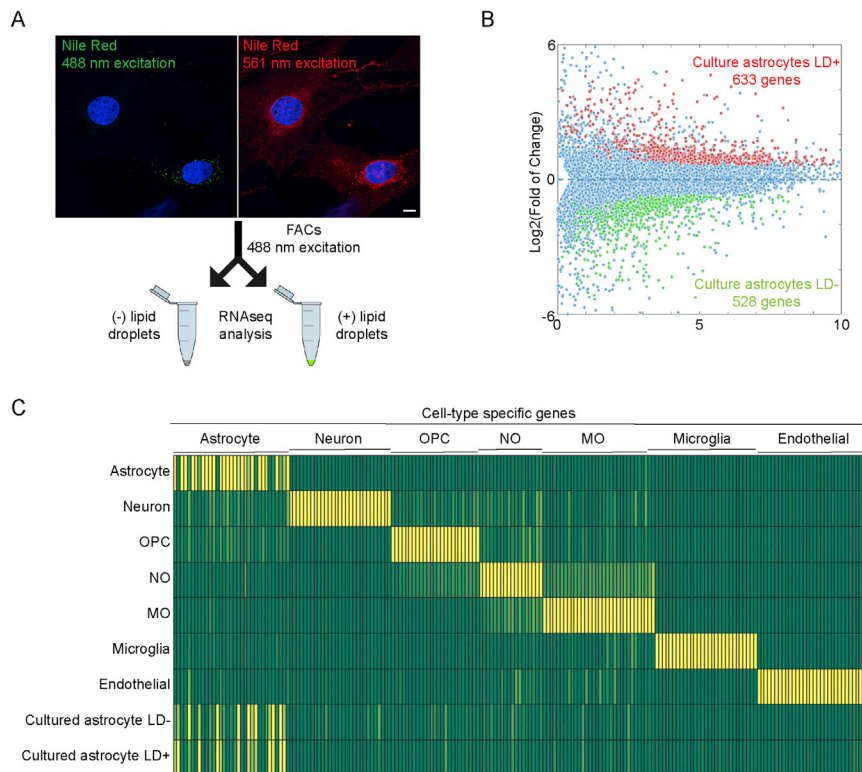 A
Nile Red
488 nm excitation
Nile Red
561 nm excitation
FACs
488 nm excitation
(-) lipid
droplets
RNAseq
analysis
(+) lipid
droplets
B
6
0
-6
Log2(Fold of Change)
Culture astrocytes LD+
633 genes
Culture astrocytes LD-
528 genes
0
5
10
C
Cell-type specific genes
Astrocyte
Neuron
OPC
NO
MO
Microglia
Endothelial
Astrocyte
Neuron
OPC
NO
MO
Microglia
Endothelial
Cultured astrocyte LD-
Cultured astrocyte LD+